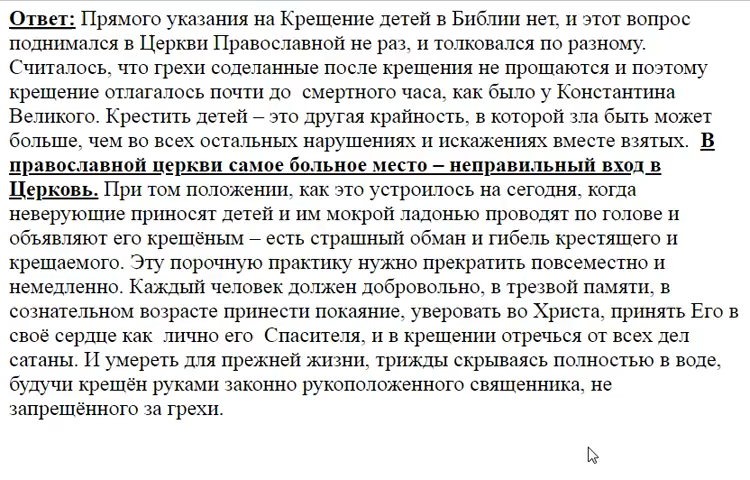 Ответ: Прямого указания на Крещение детей в Библии нет, и этот вопрос
поднимался в Церкви Православной не раз, и толковался по разному.
Считалось, что грехи соделанные после крещения не прощаются и поэтому
крещение отлагалось почти до смертного часа, как было у Константина
Великого. Крестить детей – это другая крайность, в которой зла быть может
больше, чем во всех остальных нарушениях и искажениях вместе взятых. В
православной церкви самое больное место – неправильный вход в
Церковь. При том положении, как это устроилось на сегодня, когда
неверующие приносят детей и им мокрой ладонью проводят по голове и
объявляют его крещёным – есть страшный обман и гибель крестящего и
крещаемого. Эту порочную практику нужно прекратить повсеместно и
немедленно. Каждый человек должен добровольно, в трезвой памяти, в
сознательном возрасте принести покаяние, уверовать во Христа, принять Его в
своё сердце как лично его Спасителя, и в крещении отречься от всех дел
сатаны. И умереть для прежней жизни, трижды скрываясь полностью в воде,
будучи крещён руками законно рукоположенного священника, не
запрещённого за грехи.